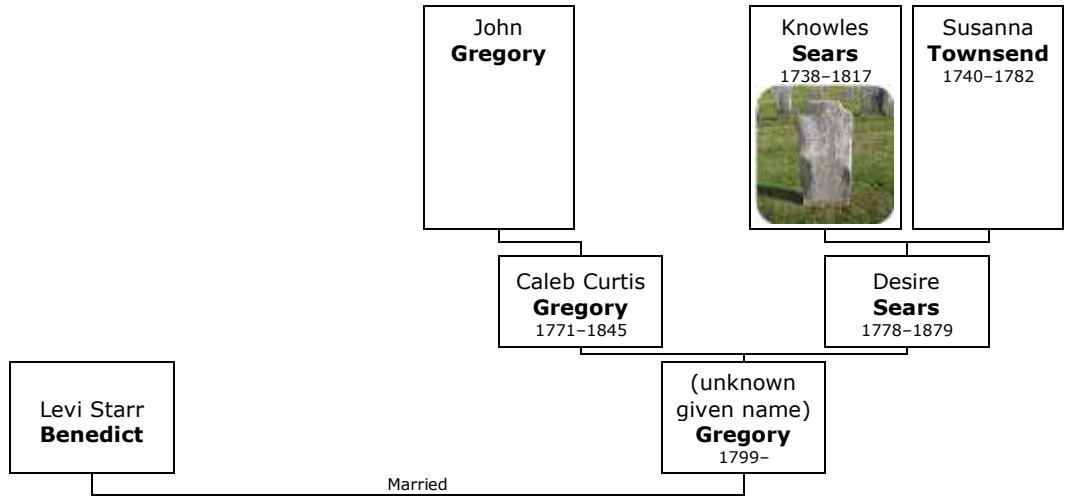 John
Gregory
Knowles
Sears
1738–1817
Susanna
Townsend
1740–1782
Caleb Curtis
Gregory
1771–1845
Desire
Sears
1778–1879
Levi Starr
Benedict
(unknown
given name)
Gregory
1799–
Married